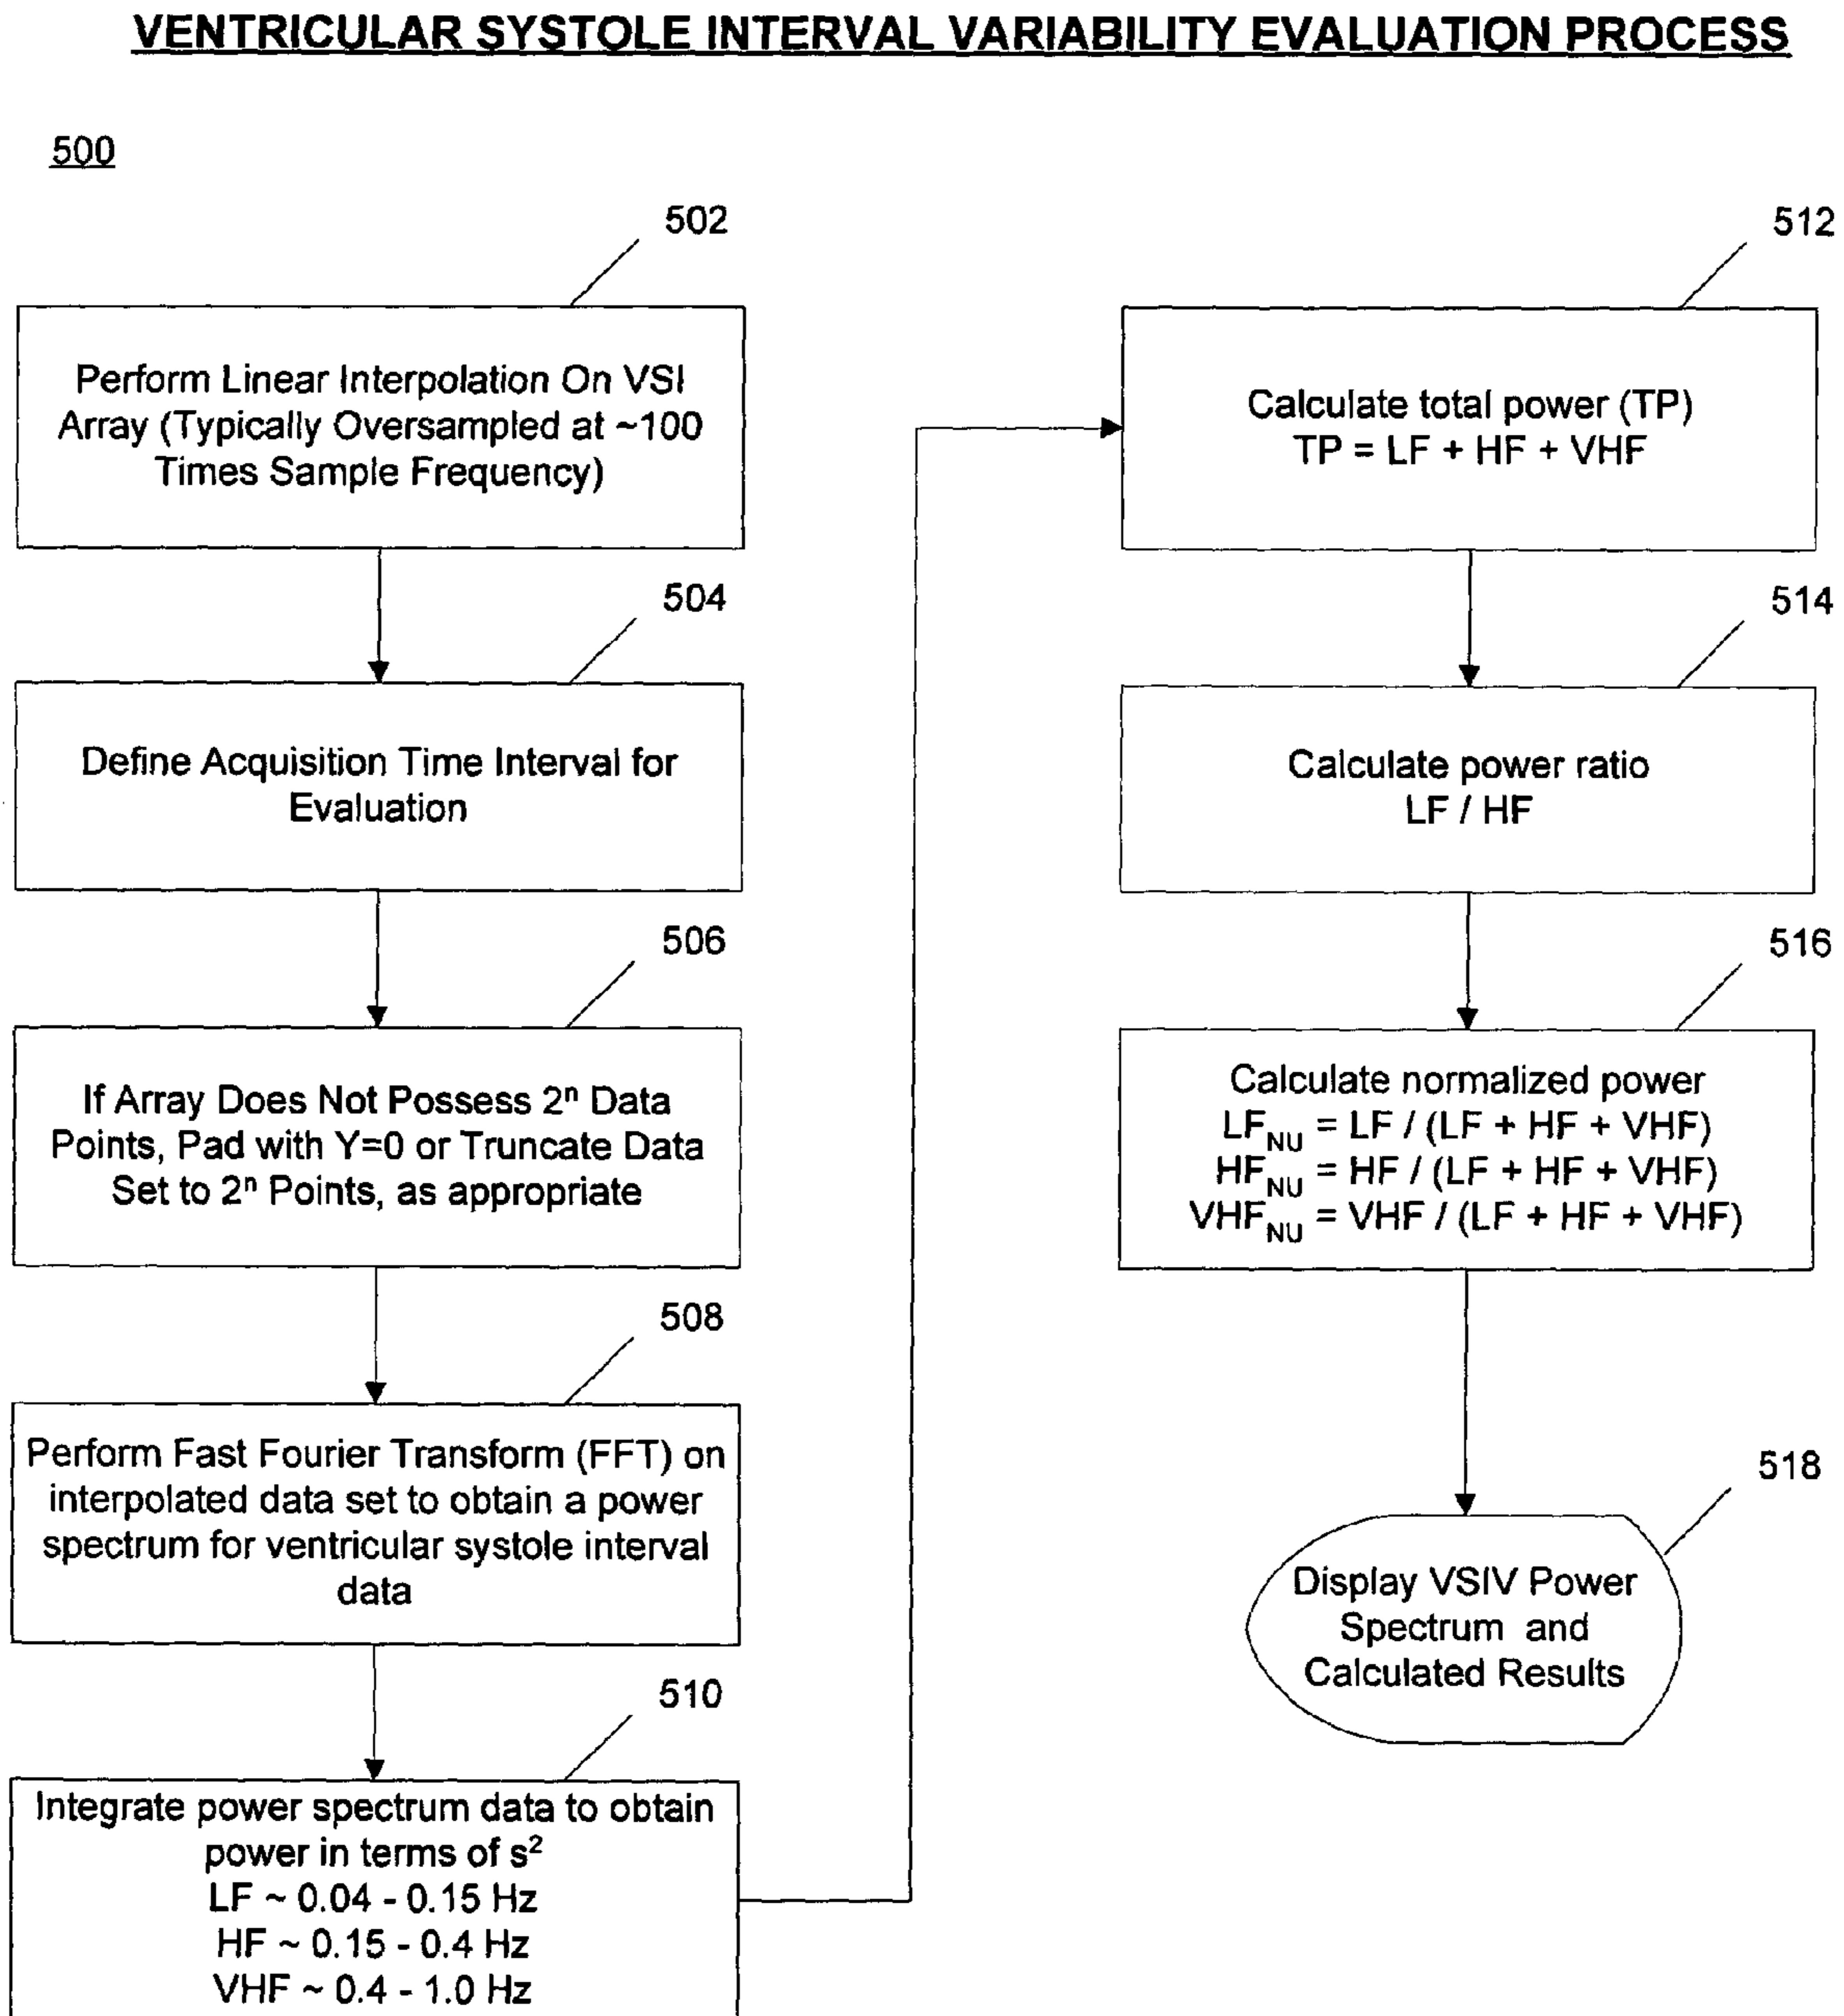 VENTRICULAR SYSTOLE INTERVAL VARIABILITY EVALUATION PROCESS
500
502
Perform Linear Interpolation On VSI
Array (Typically Oversampled at ~100
Times Sample Frequency)
504
Define Acquisition Time Interval for
Evaluation
506
If Array Does Not Possess 2ⁿ Data
Points, Pad with Y=0 or Truncate Data
Set to 2ⁿ Points, as appropriate
508
Perform Fast Fourier Transform (FFT) on
interpolated data set to obtain a power
spectrum for ventricular systole interval
data
510
Integrate power spectrum data to obtain
power in terms of s²
LF ~ 0.04 - 0.15 Hz
HF ~ 0.15 - 0.4 Hz
VHF ~ 0.4 - 1.0 Hz
512
Calculate total power (TP)
TP = LF + HF + VHF
514
Calculate power ratio
LF / HF
516
Calculate normalized power
LF_NU = LF / (LF + HF + VHF)
HF_NU = HF / (LF + HF + VHF)
VHF_NU = VHF / (LF + HF + VHF)
518
Display VSIV Power
Spectrum and
Calculated Results